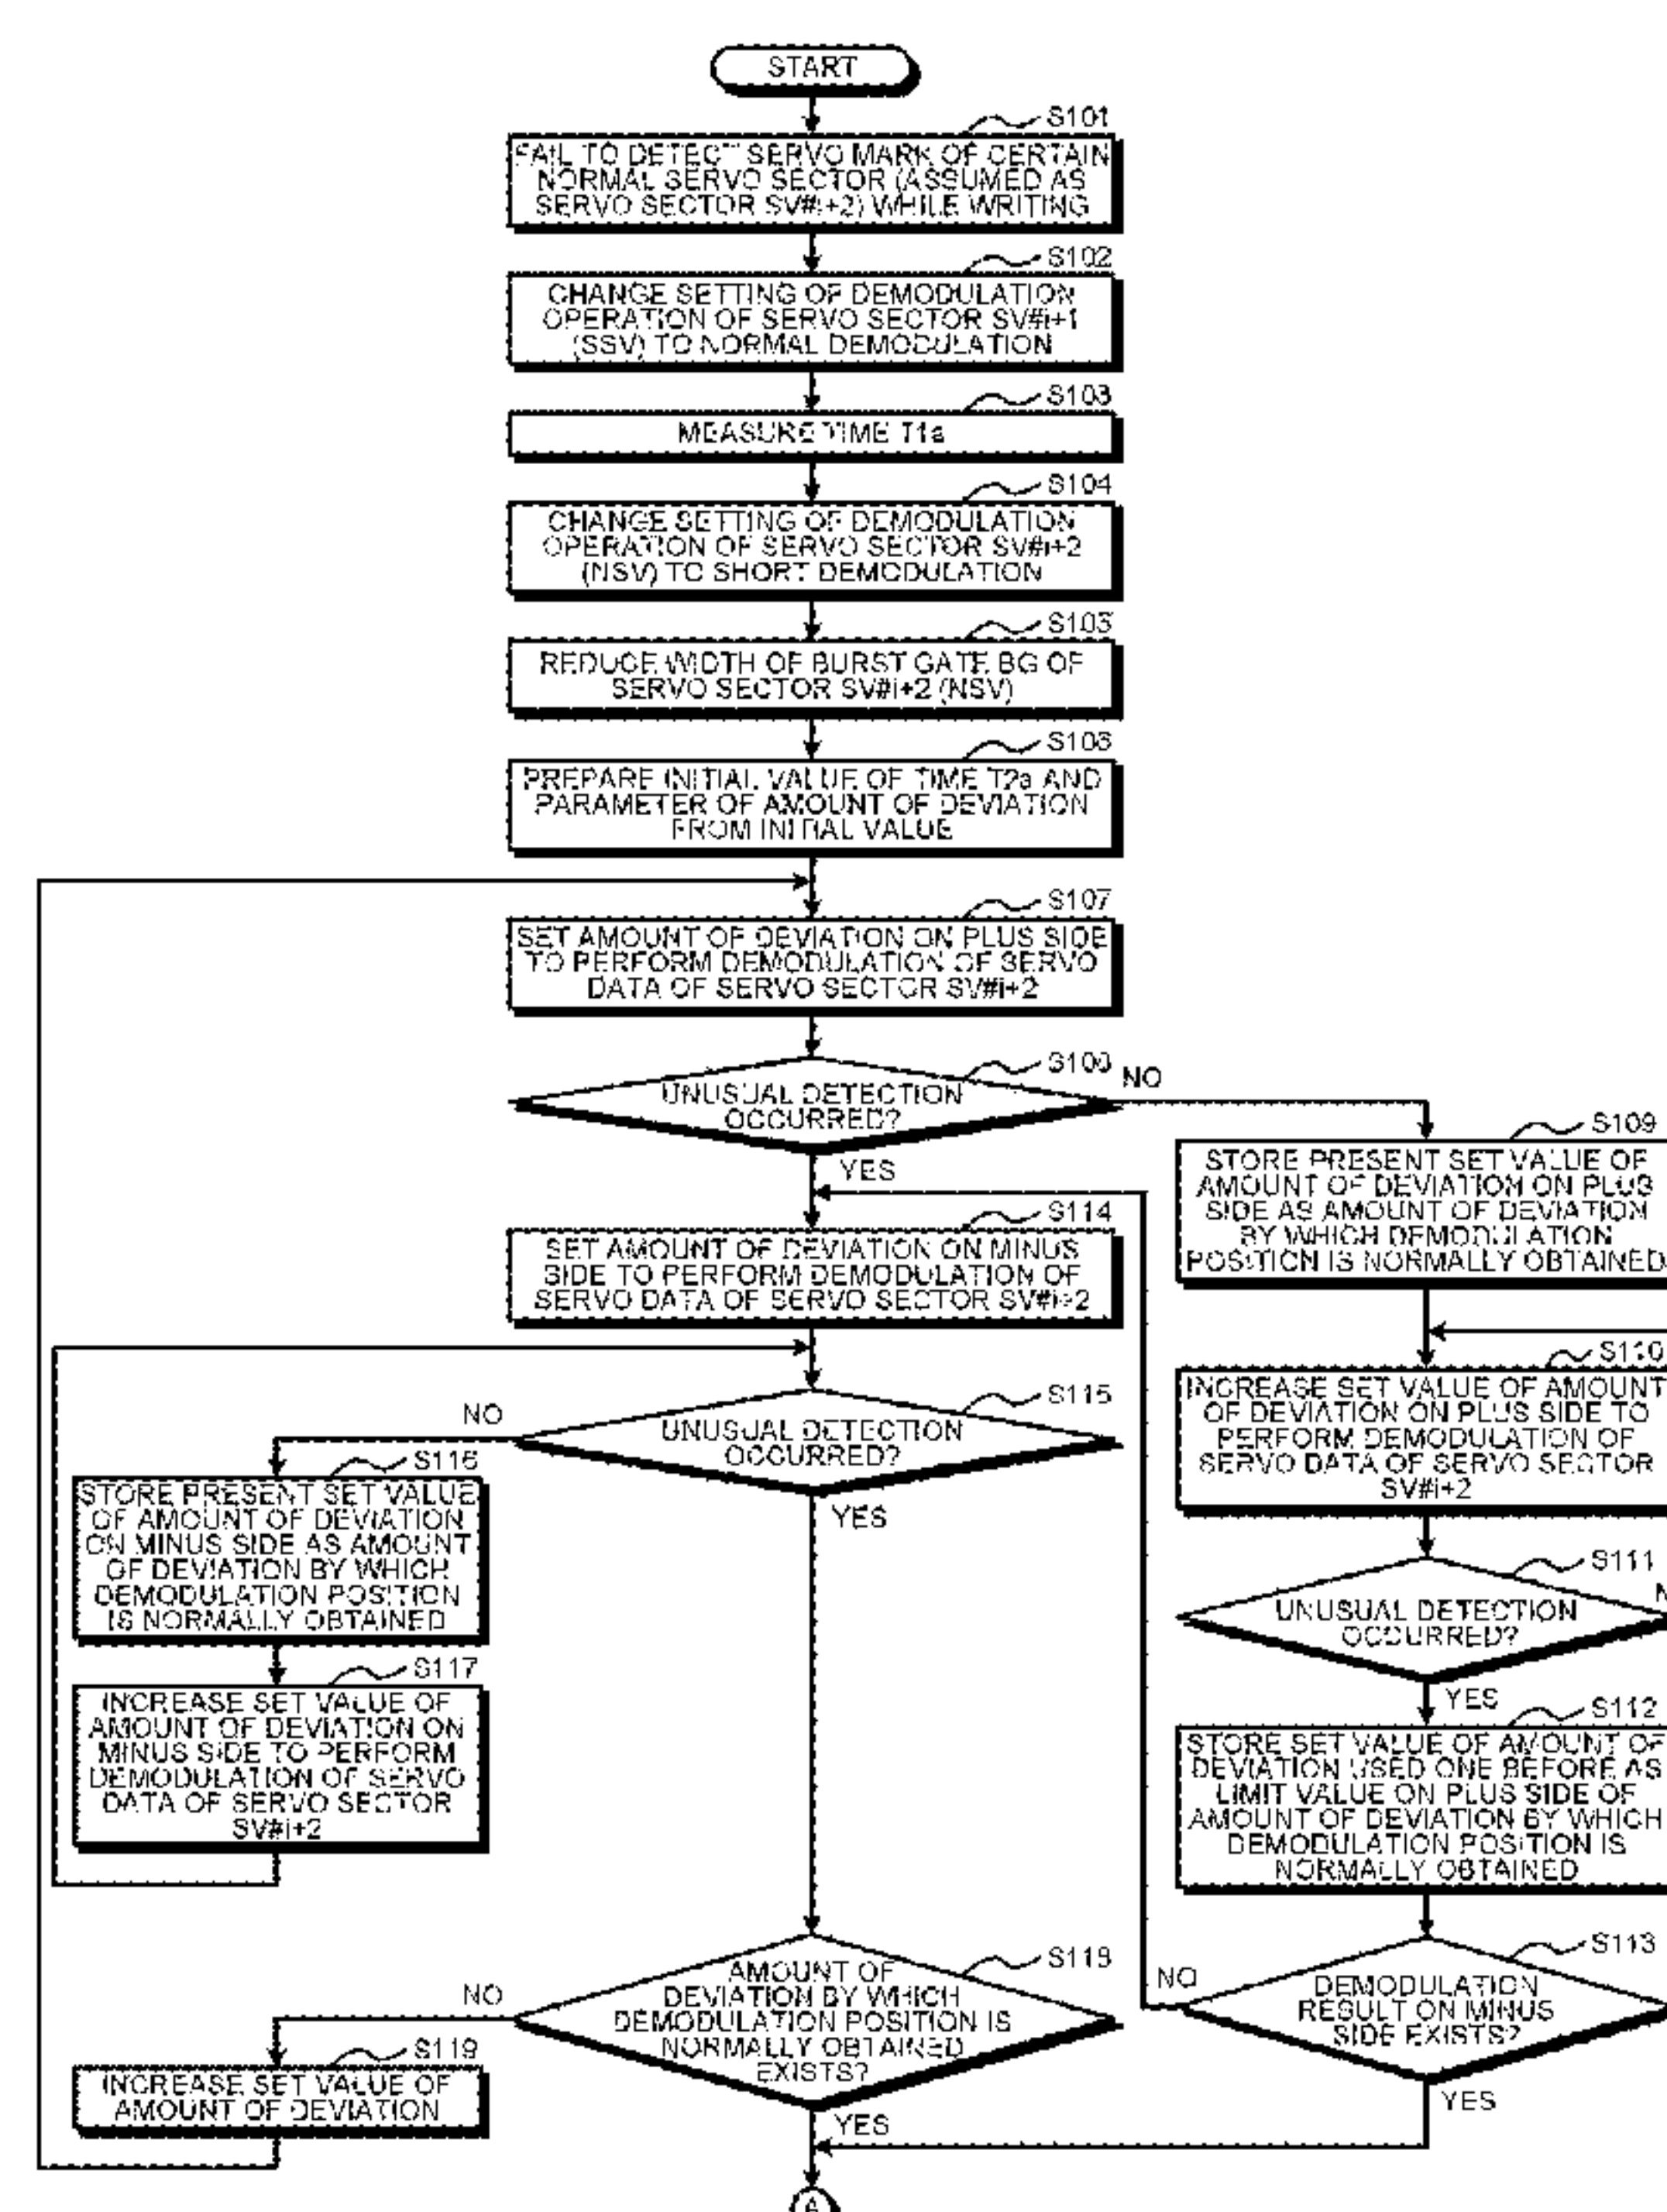 START
S101
FAIL TO DETECT SERVO MARK OF CERTAIN
NORMAL SERVO SECTOR (ASSUMED AS
SERVO SECTOR SV#i+2) WHILE WRITING
S102
CHANGE SETTING OF DEMODULATION
OPERATION OF SERVO SECTOR SV#i+1
(SSV) TO NORMAL DEMODULATION
S103
MEASURE TIME T1a
S104
CHANGE SETTING OF DEMODULATION
OPERATION OF SERVO SECTOR SV#i+2
(NSV) TO SHORT DEMODULATION
S105
REDUCE WIDTH OF BURST GATE BG OF
SERVO SECTOR SV#i+2 (NSV)
S106
PREPARE INITIAL VALUE OF TIME T2a AND
PARAMETER OF AMOUNT OF DEVIATION
FROM INITIAL VALUE
S107
SET AMOUNT OF DEVIATION ON PLUS SIDE
TO PERFORM DEMODULATION OF SERVO
DATA OF SERVO SECTOR SV#i+2
S108
UNUSUAL DETECTION
OCCURRED?
NO
YES
S109
STORE PRESENT SET VALUE OF
AMOUNT OF DEVIATION ON PLUS
SIDE AS AMOUNT OF DEVIATION
BY WHICH DEMODULATION
POSITION IS NORMALLY OBTAINED
S110
INCREASE SET VALUE OF AMOUNT
OF DEVIATION ON PLUS SIDE TO
PERFORM DEMODULATION OF
SERVO DATA OF SERVO SECTOR
SV#i+2
S111
UNUSUAL DETECTION
OCCURRED?
YES
S112
STORE SET VALUE OF AMOUNT OF
DEVIATION USED ONE BEFORE AS
LIMIT VALUE ON PLUS SIDE OF
AMOUNT OF DEVIATION BY WHICH
DEMODULATION POSITION IS
NORMALLY OBTAINED
S113
DEMODULATION
RESULT ON MINUS
SIDE EXISTS?
NO
YES
S114
SET AMOUNT OF DEVIATION ON MINUS
SIDE TO PERFORM DEMODULATION OF
SERVO DATA OF SERVO SECTOR SV#i+2
S115
UNUSUAL DETECTION
OCCURRED?
NO
YES
S116
STORE PRESENT SET VALUE
OF AMOUNT OF DEVIATION
ON MINUS SIDE AS AMOUNT
OF DEVIATION BY WHICH
DEMODULATION POSITION
IS NORMALLY OBTAINED
S117
INCREASE SET VALUE OF
AMOUNT OF DEVIATION ON
MINUS SIDE TO PERFORM
DEMODULATION OF SERVO
DATA OF SERVO SECTOR
SV#i+2
S118
AMOUNT OF
DEVIATION BY WHICH
DEMODULATION POSITION IS
NORMALLY OBTAINED
EXISTS?
NO
YES
S119
INCREASE SET VALUE OF
AMOUNT OF DEVIATION
A